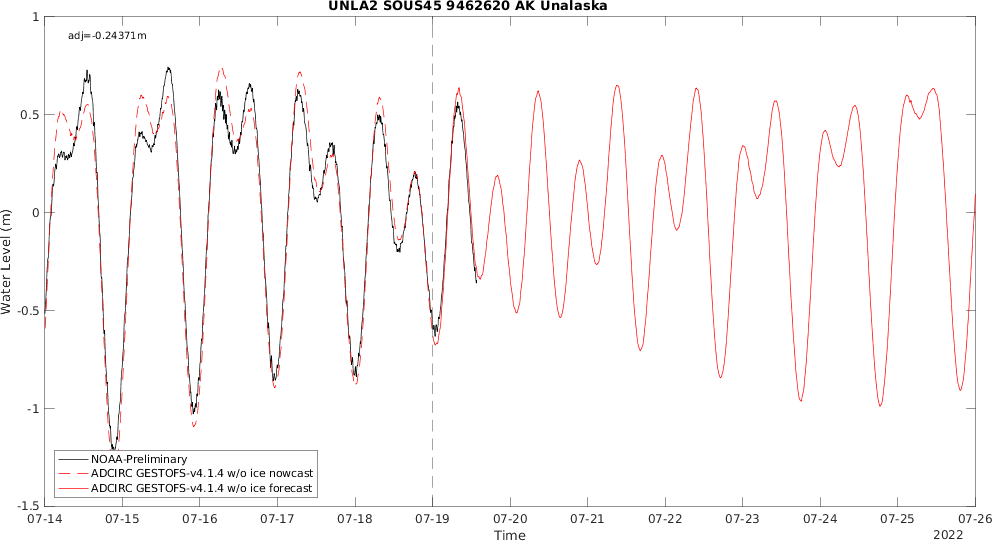 UNLA2 SOUS45 9462620 AK Unalaska
adj=-0.24371m
1
0.5
0
-0.5
-1
-1.5
Water Level (m)
NOAA-Preliminary
ADCIRC GESTOFS-v4.1.4 w/o ice nowcast
ADCIRC GESTOFS-v4.1.4 w/o ice forecast
07-14 07-15 07-16 07-17 07-18 07-19 07-20 07-21 07-22 07-23 07-24 07-25 07-26
Time
2022